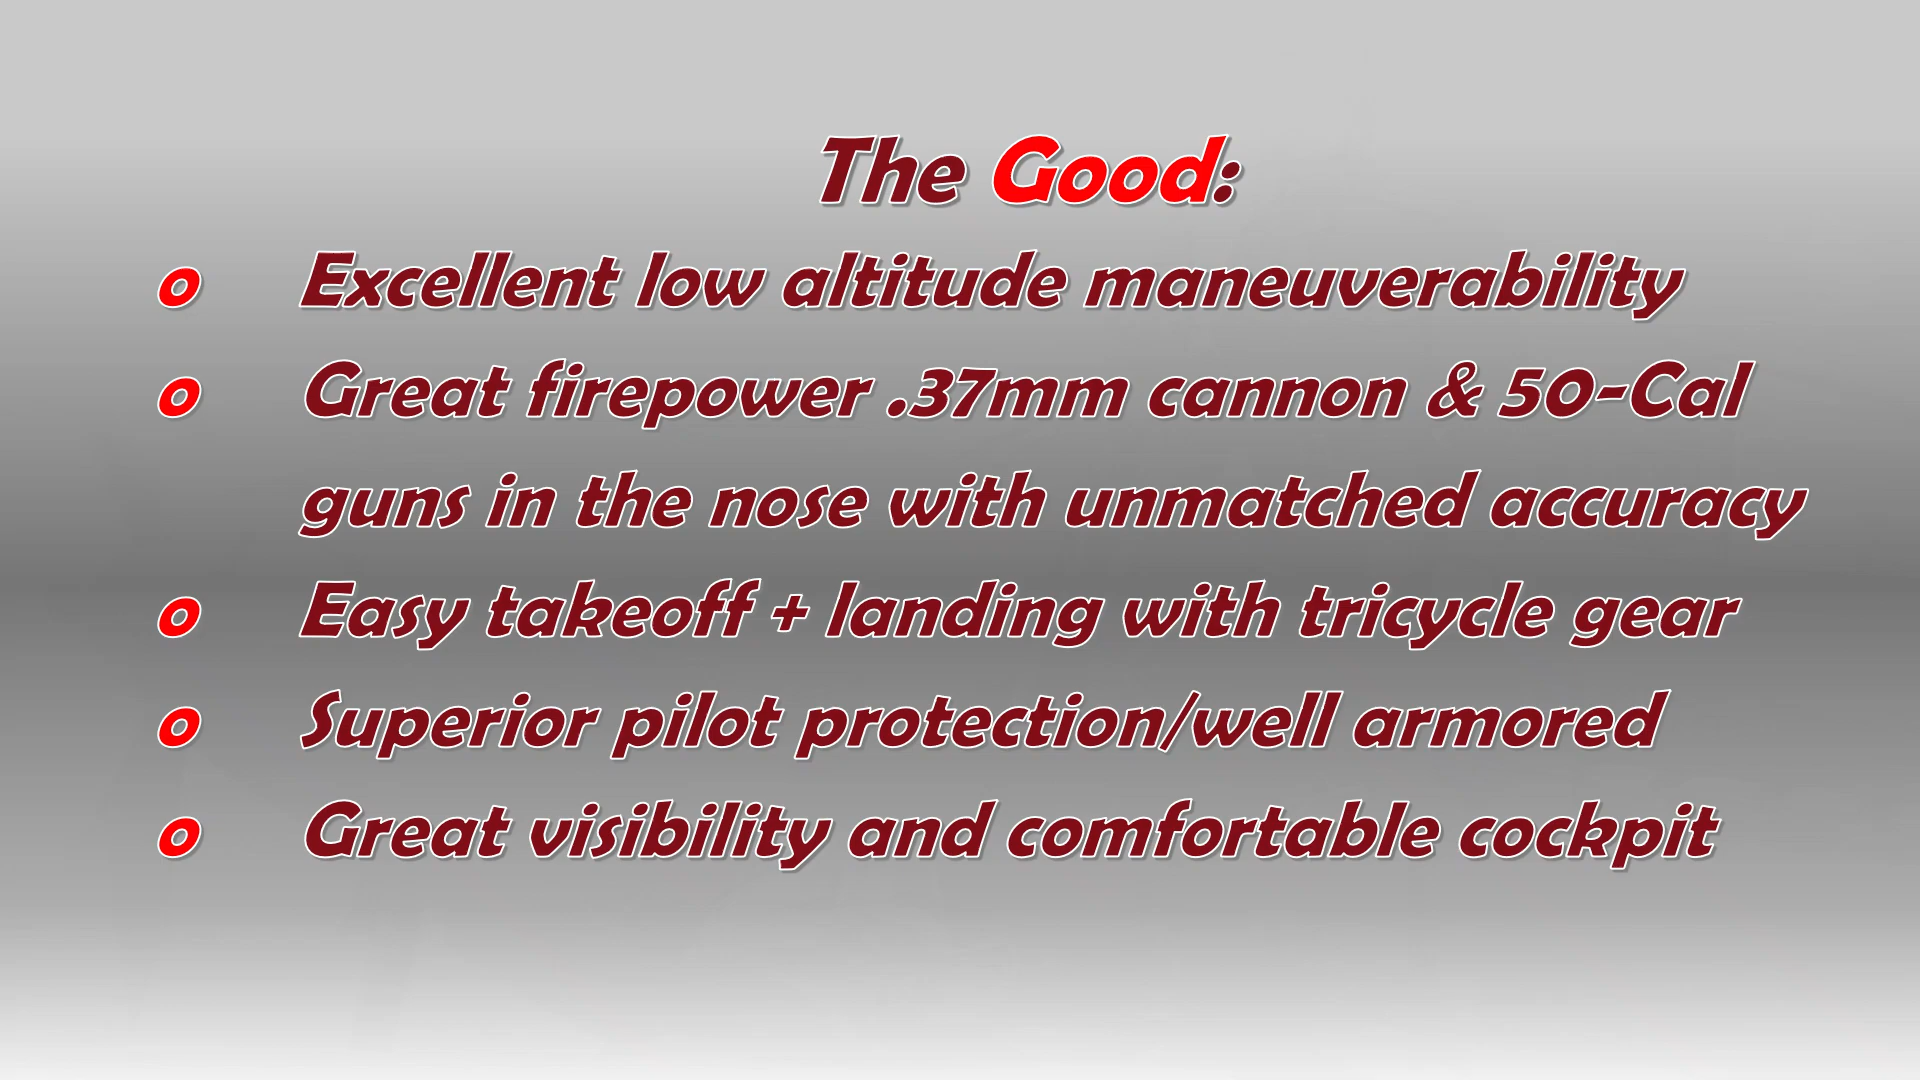 The Good:
o Excellent low altitude maneuverability
o Great firepower .37mm cannon & 50-Cal
guns in the nose with unmatched accuracy
o Easy takeoff + landing with tricycle gear
o Superior pilot protection/well armored
o Great visibility and comfortable cockpit